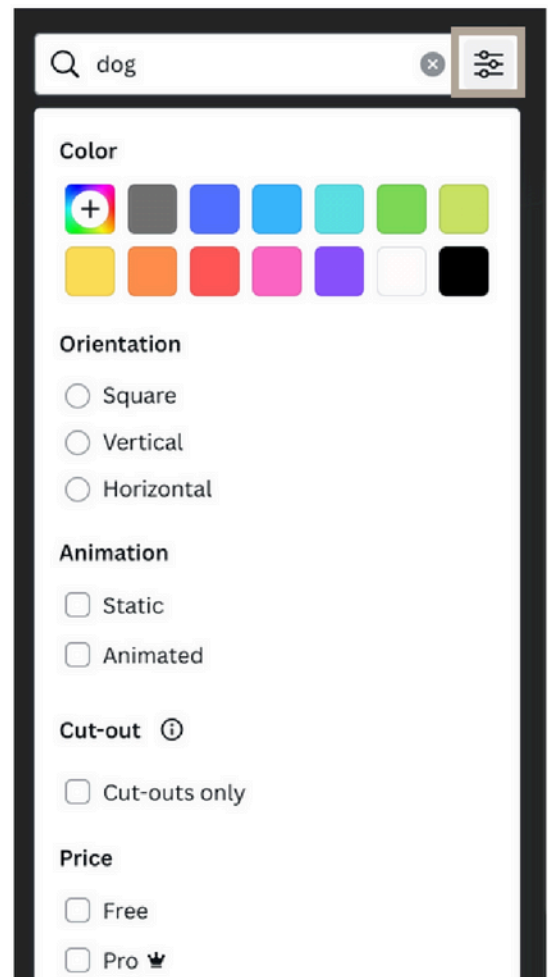 dog
Color
Orientation
Square
Vertical
Horizontal
Animation
Static
Animated
Cut-out
Cut-outs only
Price
Free
Pro